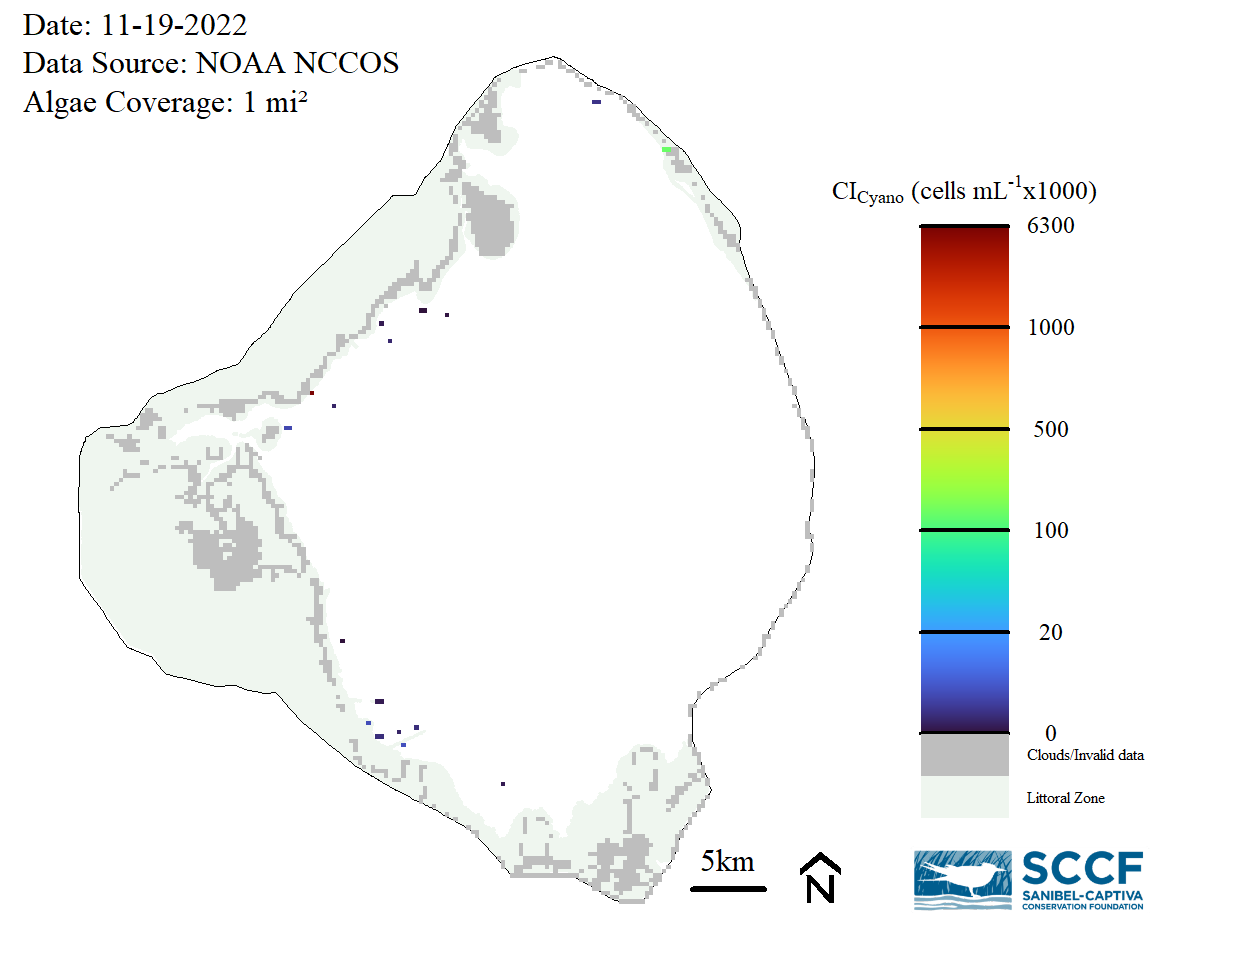 Date: 11-19-2022
Data Source: NOAA NCCOS
Algae Coverage: 1 mi²
CICyano (cells mL-1x1000)
6300
1000
500
100
20
0
Clouds/Invalid data
Littoral Zone
5km
N
SCCF
SANIBEL-CAPTIVA
CONSERVATION FOUNDATION